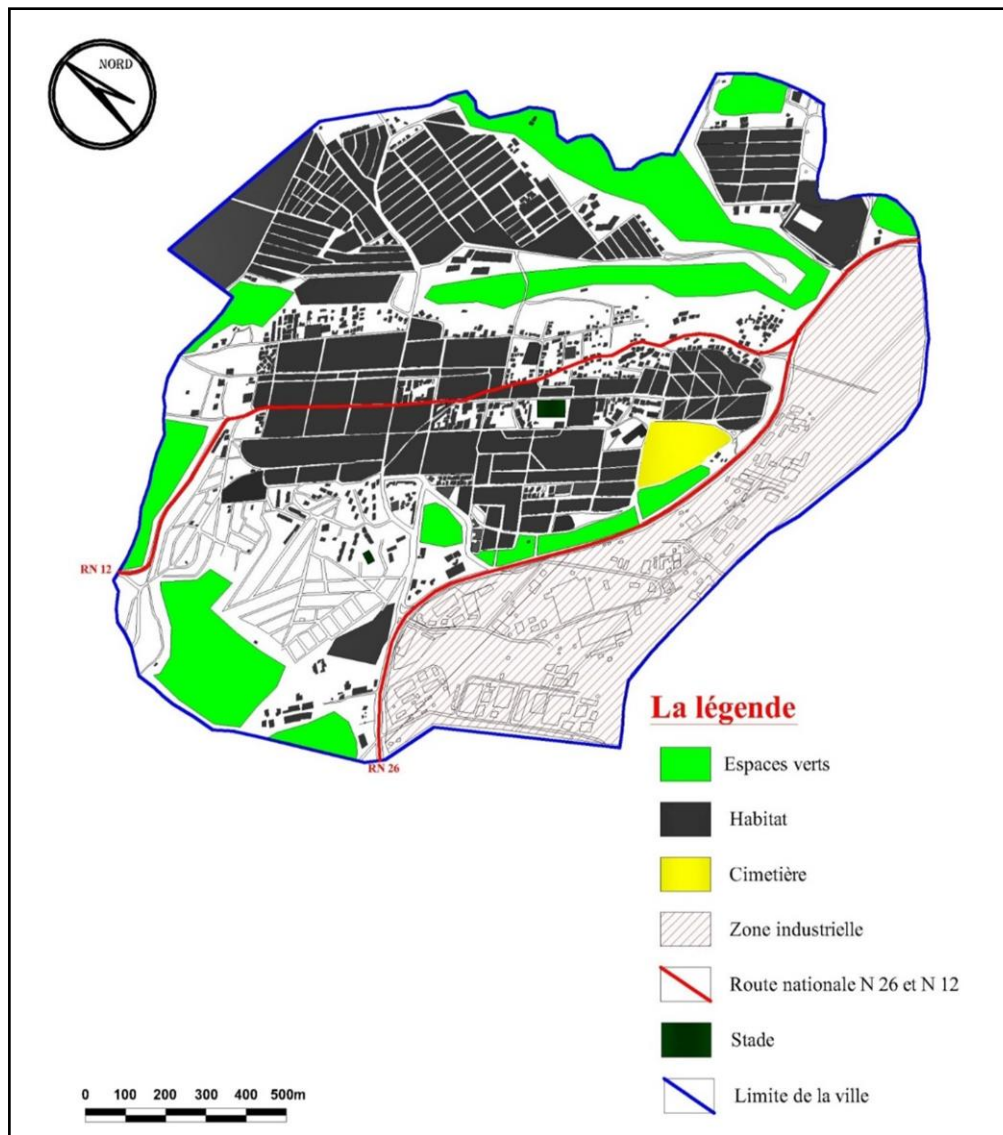 NORD
RN 12
RN 26
La légende
Espaces verts
Habitat
Cimetière
Zone industrielle
Route nationale N 26 et N 12
Stade
Limite de la ville
0 100 200 300 400 500m